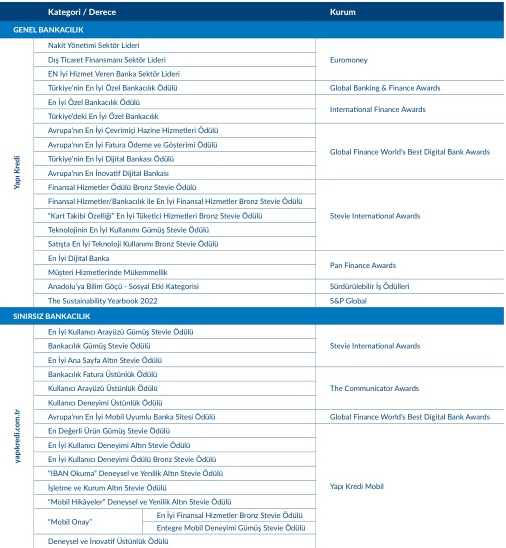 Kategori / Derece Kurum
GENEL BANKACILIK
Yapı Kredi
Nakit Yönetimi Sektör Lideri
Dış Ticaret Finansmanı Sektör Lideri
EN İyi Hizmet Veren Banka Sektör Lideri
Euromoney
Türkiye'nin En İyi Özel Bankacılık Ödülü
Global Banking & Finance Awards
En İyi Özel Bankacılık Ödülü
Türkiye'deki En İyi Özel Bankacılık
International Finance Awards
Avrupa'nın En İyi Çevrimiçi Hazine Hizmetleri Ödülü
Avrupa'nın En İyi Fatura Ödeme ve Gösterimi Ödülü
Türkiye'nin En İyi Dijital Bankası Ödülü
Avrupa'nın En İnovatif Dijital Bankası
Global Finance World's Best Digital Bank Awards
Finansal Hizmetler Ödülü Bronz Stevie Ödülü
Finansal Hizmetler/Bankacılık ile En İyi Finansal Hizmetler Bronz Stevie Ödülü
"Kart Takibi Özelliği" En İyi Tüketici Hizmetleri Bronz Stevie Ödülü
Teknolojinin En İyi Kullanımı Gümüş Stevie Ödülü
Satışta En İyi Teknoloji Kullanımı Bronz Stevie Ödülü
Stevie International Awards
En İyi Dijital Banka
Müşteri Hizmetlerinde Mükemmellik
Pan Finance Awards
Anadolu'ya Bilim Göçü - Sosyal Etki Kategorisi
Sürdürülebilir İş Ödülleri
The Sustainability Yearbook 2022
S&P Global
SINIRSIZ BANKACILIK
yapikredi.com.tr
En İyi Kullanıcı Arayüzü Gümüş Stevie Ödülü
Bankacılık Gümüş Stevie Ödülü
En İyi Ana Sayfa Altın Stevie Ödülü
Stevie International Awards
Bankacılık Fatura Üstünlük Ödülü
Kullanıcı Arayüzü Üstünlük Ödülü
Kullanıcı Deneyimi Üstünlük Ödülü
The Communicator Awards
Avrupa'nın En İyi Mobil Uyumlu Banka Sitesi Ödülü
Global Finance World's Best Digital Bank Awards
En Değerli Ürün Gümüş Stevie Ödülü
En İyi Kullanıcı Deneyimi Altın Stevie Ödülü
En İyi Kullanıcı Deneyimi Ödülü Bronz Stevie Ödülü
"IBAN Okuma" Deneysel ve Yenilik Altın Stevie Ödülü
İşletme ve Kurum Altın Stevie Ödülü
"Mobil Hikâyeler" Deneysel ve Yenilik Altın Stevie Ödülü
"Mobil Onay"
En İyi Finansal Hizmetler Bronz Stevie Ödülü
Entegre Mobil Deneyimi Gümüş Stevie Ödülü
Deneysel ve İnovatif Üstünlük Ödülü
Yapı Kredi Mobil